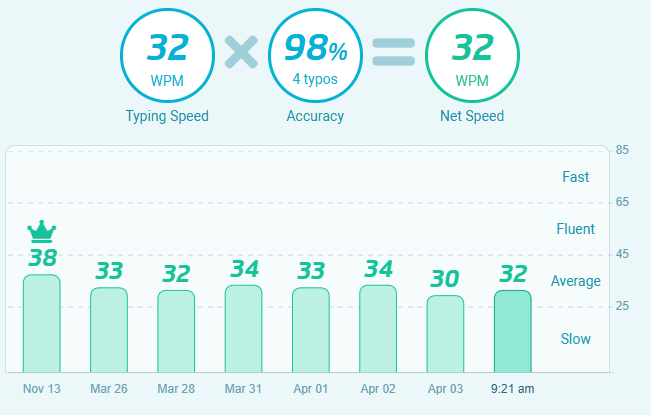 32
WPM
Typing Speed
98%
4 typos
Accuracy
32
WPM
Net Speed
85
Fast
65
Fluent
45
Average
25
Slow
38
33
32
34
33
34
30
32
Nov 13
Mar 26
Mar 28
Mar 31
Apr 01
Apr 02
Apr 03
9:21 am